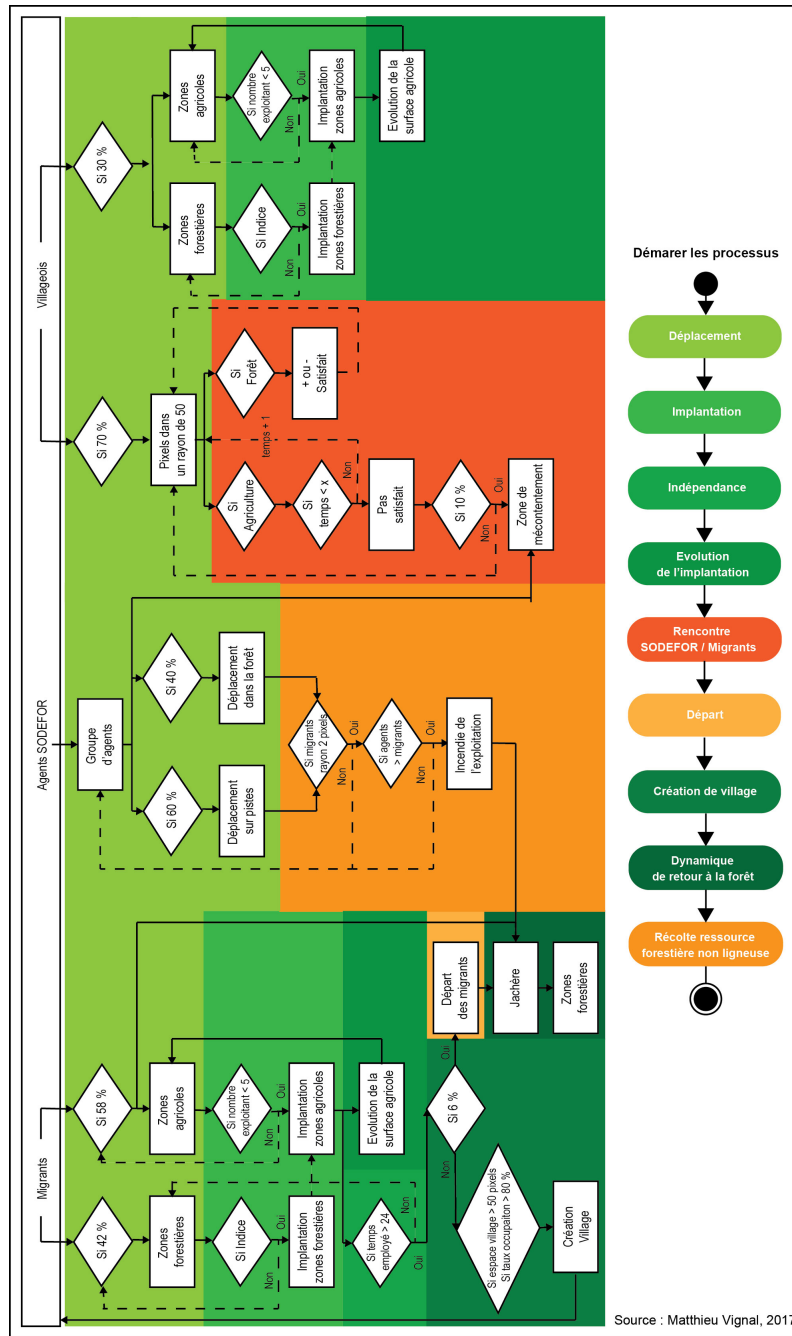 Migrants
Si 42 %
Si 58 %
Zones
forestières
Zones
agricoles
Si Indice
Si nombre
exploitant < 5
Non
Oui
Non
Oui
Implantation
zones forestières
Implantation
zones agricoles
Si temps
employé > 24
Non
Oui
Evolution de la
surface agricole
Si 6 %
Non
Oui
Départ
des migrants
Si espace village > 50 pixels
Si taux occupaiton > 80 %
Jachère
Création
Village
Zones
forestières
Agents SODEFOR
Groupe
d'agents
Si 60 %
Si 40 %
Déplacement
sur pistes
Déplacement
dans la forêt
Si migrants
rayon 2 pixels
Non
Oui
Si agents
> migrants
Non
Oui
Incendie de
l'exploitation
Villageois
Si 70 %
Pixels dans
un rayon de 50
Si
Agriculture
Si
Forêt
temps + 1
Si
temps < x
+ ou -
Satisfait
Non
Pas
satisfait
Si 10 %
Non
Oui
Zone de
mécontentement
Si 30 %
Zones
forestières
Zones
agricoles
Si Indice
Si nombre
exploitant < 5
Non
Oui
Non
Oui
Implantation
zones forestières
Implantation
zones agricoles
Evolution de la
surface agricole
Démarer les processus
Déplacement
Implantation
Indépendance
Evolution
de l'implantation
Rencontre
SODEFOR / Migrants
Départ
Création de village
Dynamique
de retour à la forêt
Récolte ressource
forestière non ligneuse
Source : Matthieu Vignal, 2017